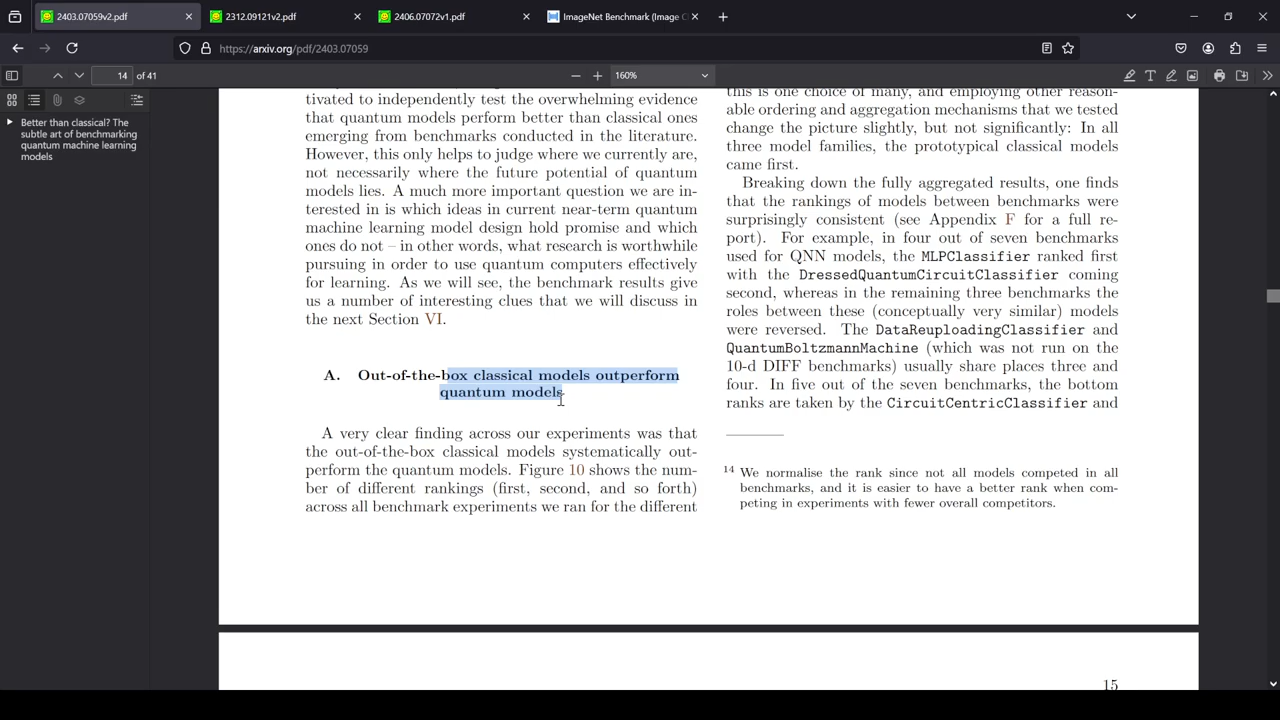 2403.07059v2.pdf
2312.09121v2.pdf
2406.07072v1.pdf
ImageNet Benchmark (Image C
https://arxiv.org/pdf/2403.07059
14 of 41
160%
Better than classical? The
subtle art of benchmarking
quantum machine learning
models
tivated to independently test the overwhelming evidence
that quantum models perform better than classical ones
emerging from benchmarks conducted in the literature.
However, this only helps to judge where we currently are,
not necessarily where the future potential of quantum
models lies. A much more important question we are in-
terested in is which ideas in current near-term quantum
machine learning model design hold promise and which
ones do not – in other words, what research is worthwhile
pursuing in order to use quantum computers effectively
for learning. As we will see, the benchmark results give
us a number of interesting clues that we will discuss in
the next Section VI.
A. Out-of-the-box classical models outperform
quantum models
A very clear finding across our experiments was that
the out-of-the-box classical models systematically out-
perform the quantum models. Figure 10 shows the num-
ber of different rankings (first, second, and so forth)
across all benchmark experiments we ran for the different
this is one choice of many, and employing other reason-
able ordering and aggregation mechanisms that we tested
change the picture slightly, but not significantly: In all
three model families, the prototypical classical models
came first.
Breaking down the fully aggregated results, one finds
that the rankings of models between benchmarks were
surprisingly consistent (see Appendix F for a full re-
port). For example, in four out of seven benchmarks
used for QNN models, the MLPClassifier ranked first
with the DressedQuantumCircuitClassifier coming
second, whereas in the remaining three benchmarks the
roles between these (conceptually very similar) models
were reversed. The DataReuploadingClassifier and
QuantumBoltzmannMachine (which was not run on the
10-d DIFF benchmarks) usually share places three and
four. In five out of the seven benchmarks, the bottom
ranks are taken by the CircuitCentricClassifier and
14 We normalise the rank since not all models competed in all
benchmarks, and it is easier to have a better rank when com-
peting in experiments with fewer overall competitors.
15